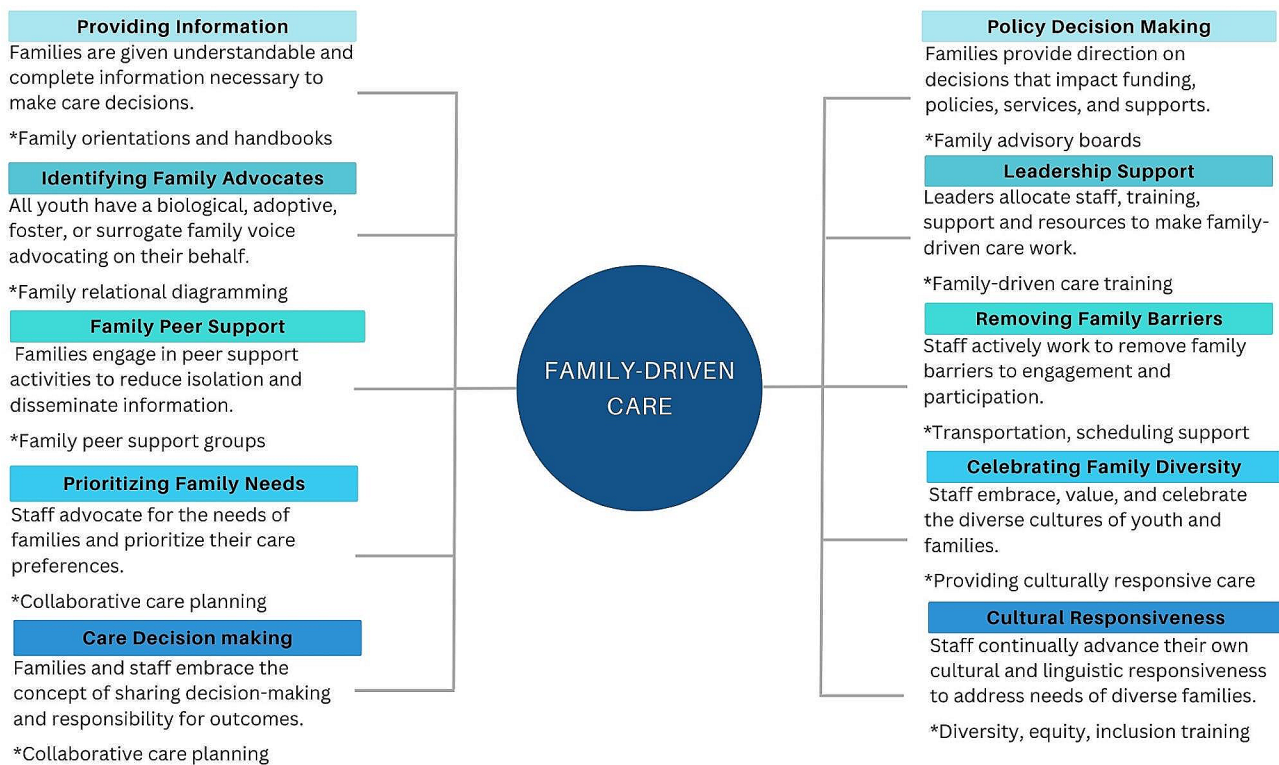 Providing Information
Families are given understandable and
complete information necessary to
make care decisions.
*Family orientations and handbooks
Identifying Family Advocates
All youth have a biological, adoptive,
foster, or surrogate family voice
advocating on their behalf.
*Family relational diagramming
Family Peer Support
Families engage in peer support
activities to reduce isolation and
disseminate information.
*Family peer support groups
Prioritizing Family Needs
Staff advocate for the needs of
families and prioritize their care
preferences.
*Collaborative care planning
Care Decision making
Families and staff embrace the
concept of sharing decision-making
and responsibility for outcomes.
*Collaborative care planning
FAMILY-DRIVEN
CARE
Policy Decision Making
Families provide direction on
decisions that impact funding,
policies, services, and supports.
*Family advisory boards
Leadership Support
Leaders allocate staff, training,
support and resources to make family-
driven care work.
*Family-driven care training
Removing Family Barriers
Staff actively work to remove family
barriers to engagement and
participation.
*Transportation, scheduling support
Celebrating Family Diversity
Staff embrace, value, and celebrate
the diverse cultures of youth and
families.
*Providing culturally responsive care
Cultural Responsiveness
Staff continually advance their own
cultural and linguistic responsiveness
to address needs of diverse families.
*Diversity, equity, inclusion training